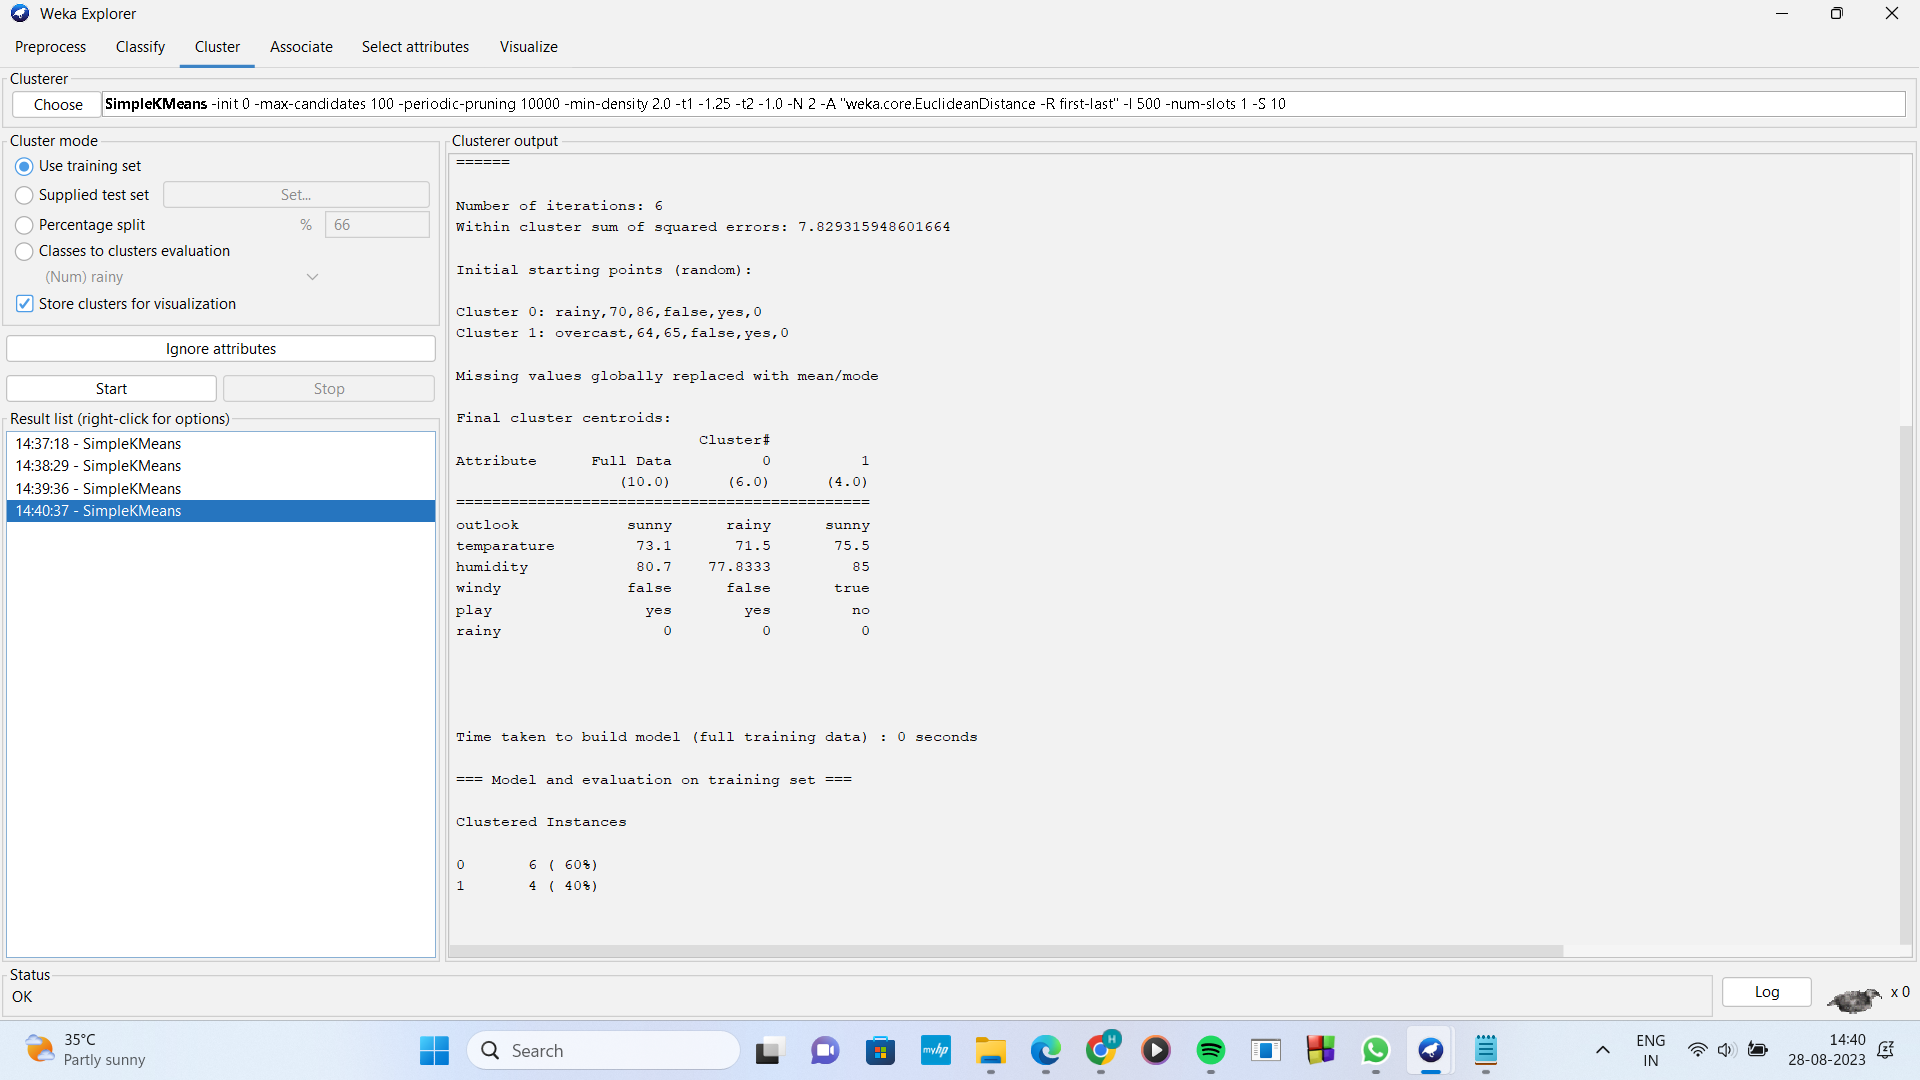 Weka Explorer
Preprocess Classify Cluster Associate Select attributes Visualize
Clusterer
Choose SimpleKMeans -init 0 -max-candidates 100 -periodic-pruning 10000 -min-density 2.0 -t1 -1.25 -t2 -1.0 -N 2 -A "weka.core.EuclideanDistance -R first-last" -I 500 -num-slots 1 -S 10
Cluster mode
Use training set
Supplied test set Set...
Percentage split % 66
Classes to clusters evaluation
(Num) rainy
Store clusters for visualization
Ignore attributes
Start Stop
Result list (right-click for options)
14:37:18 - SimpleKMeans
14:38:29 - SimpleKMeans
14:39:36 - SimpleKMeans
14:40:37 - SimpleKMeans
Clusterer output
======
Number of iterations: 6
Within cluster sum of squared errors: 7.829315948601664
Initial starting points (random):
Cluster 0: rainy,70,86,false,yes,0
Cluster 1: overcast,64,65,false,yes,0
Missing values globally replaced with mean/mode
Final cluster centroids:
Cluster#
Attribute Full Data 0 1
(10.0) (6.0) (4.0)
==============================================
outlook sunny rainy sunny
temparature 73.1 71.5 75.5
humidity 80.7 77.8333 85
windy false false true
play yes yes no
rainy 0 0 0
Time taken to build model (full training data) : 0 seconds
=== Model and evaluation on training set ===
Clustered Instances
0 6 ( 60%)
1 4 ( 40%)
Status
OK
Log x 0
35°C
Partly sunny
Search
myhp
H
ENG
IN
14:40
28-08-2023